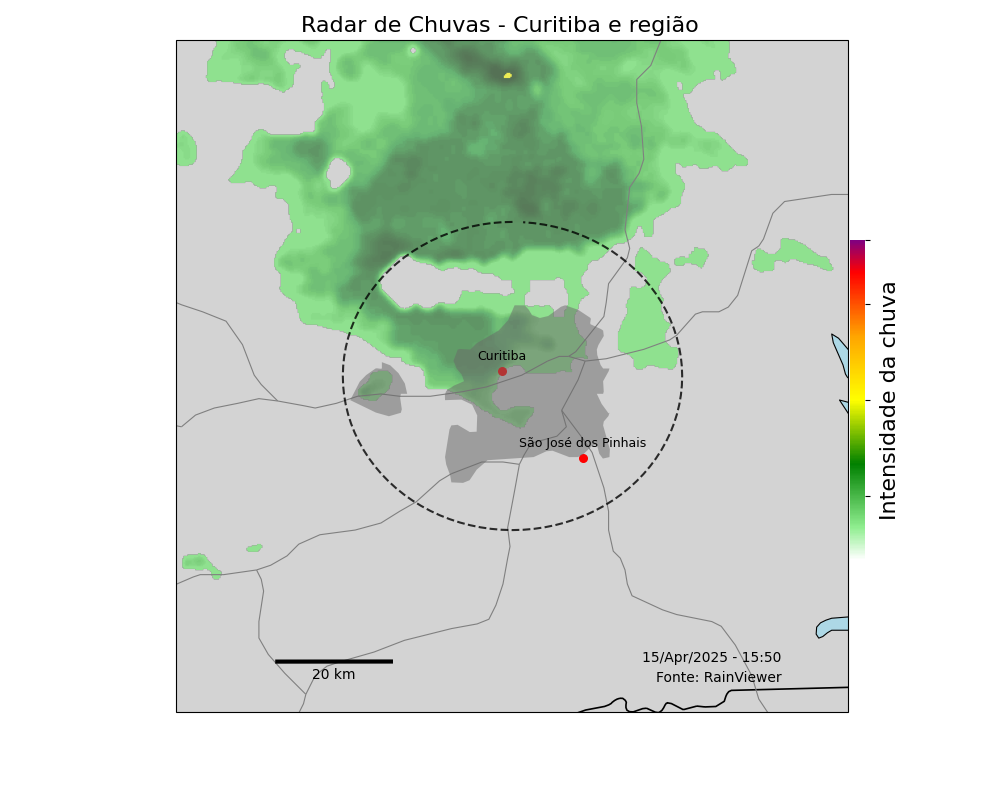 Radar de Chuvas - Curitiba e região
Intensidade da chuva
Curitiba
São José dos Pinhais
20 km
15/Apr/2025 - 15:50
Fonte: RainViewer